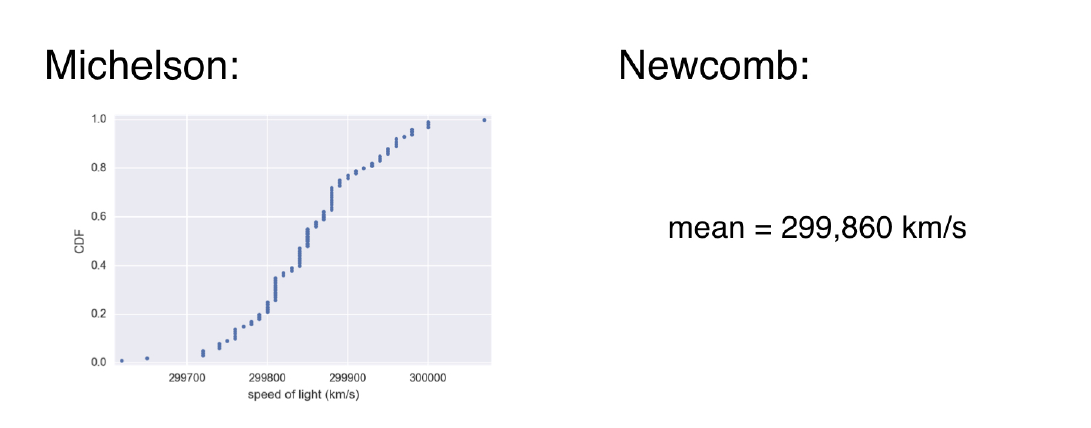 Michelson:
Newcomb:
1.0
0.8
0.6
0.4
0.2
0.0
CDF
299700 299800 299900 300000
speed of light (km/s)
mean = 299,860 km/s